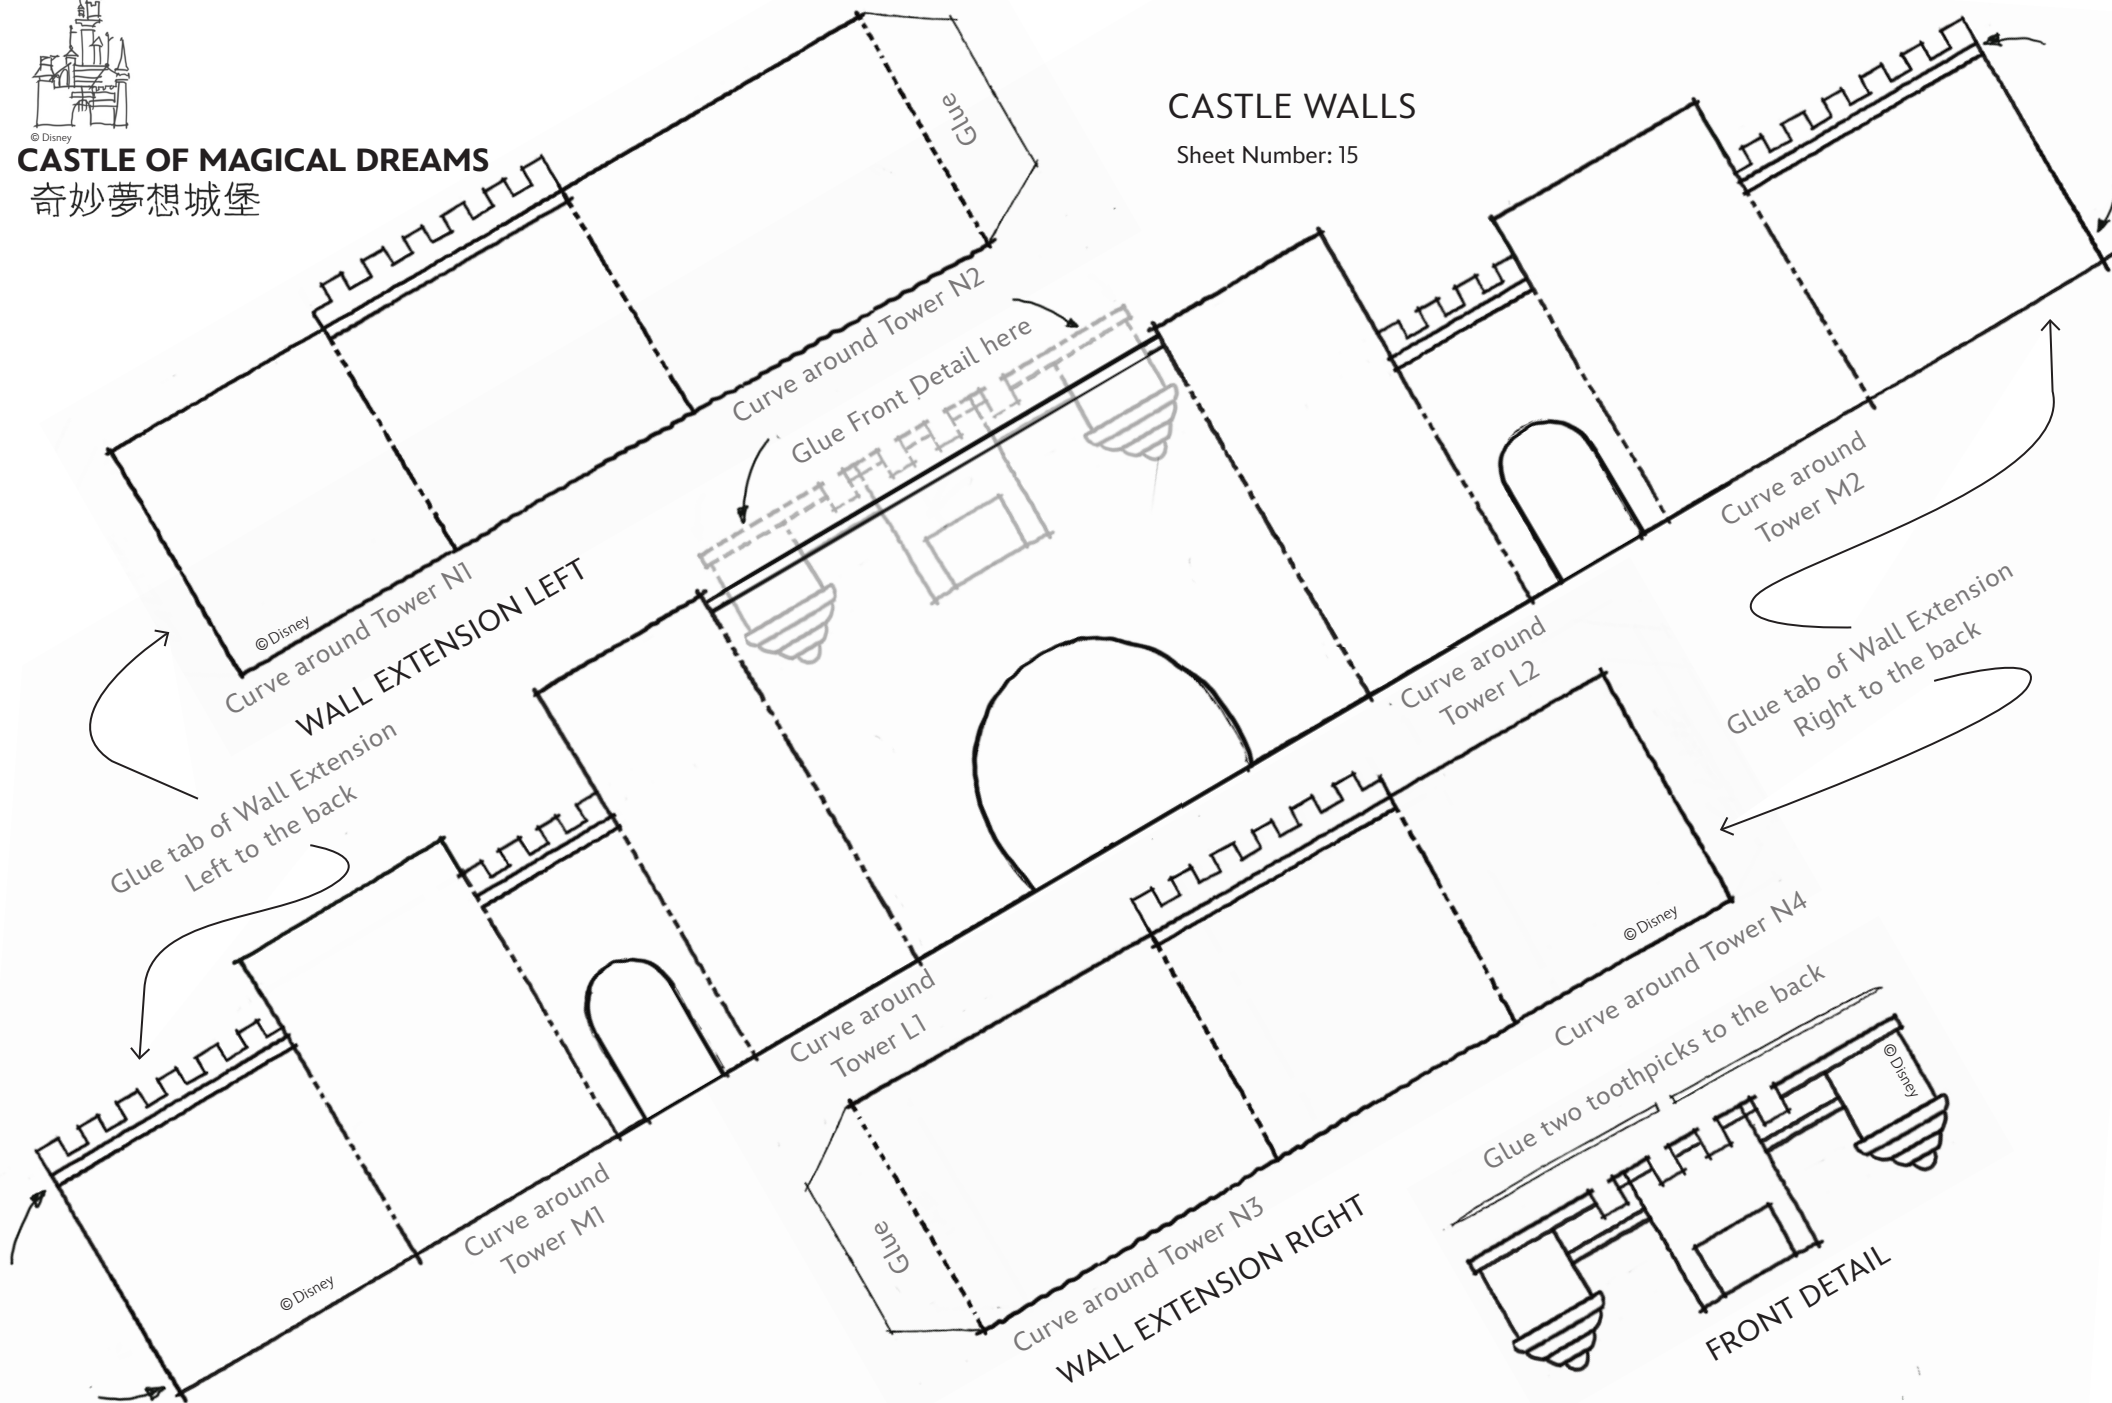 © Disney
CASTLE OF MAGICAL DREAMS
奇妙夢想城堡
CASTLE WALLS
Sheet Number: 15
Glue
Curve around Tower N2
Glue Front Detail here
©Disney
Curve around Tower N1
WALL EXTENSION LEFT
Glue tab of Wall Extension
Left to the back
Curve around
Tower M2
Glue tab of Wall Extension
Right to the back
Curve around
Tower L2
Curve around
Tower L1
©Disney
Curve around Tower N4
Curve around
Tower M1
©Disney
Glue
Curve around Tower N3
WALL EXTENSION RIGHT
Glue two toothpicks to the back
©Disney
FRONT DETAIL